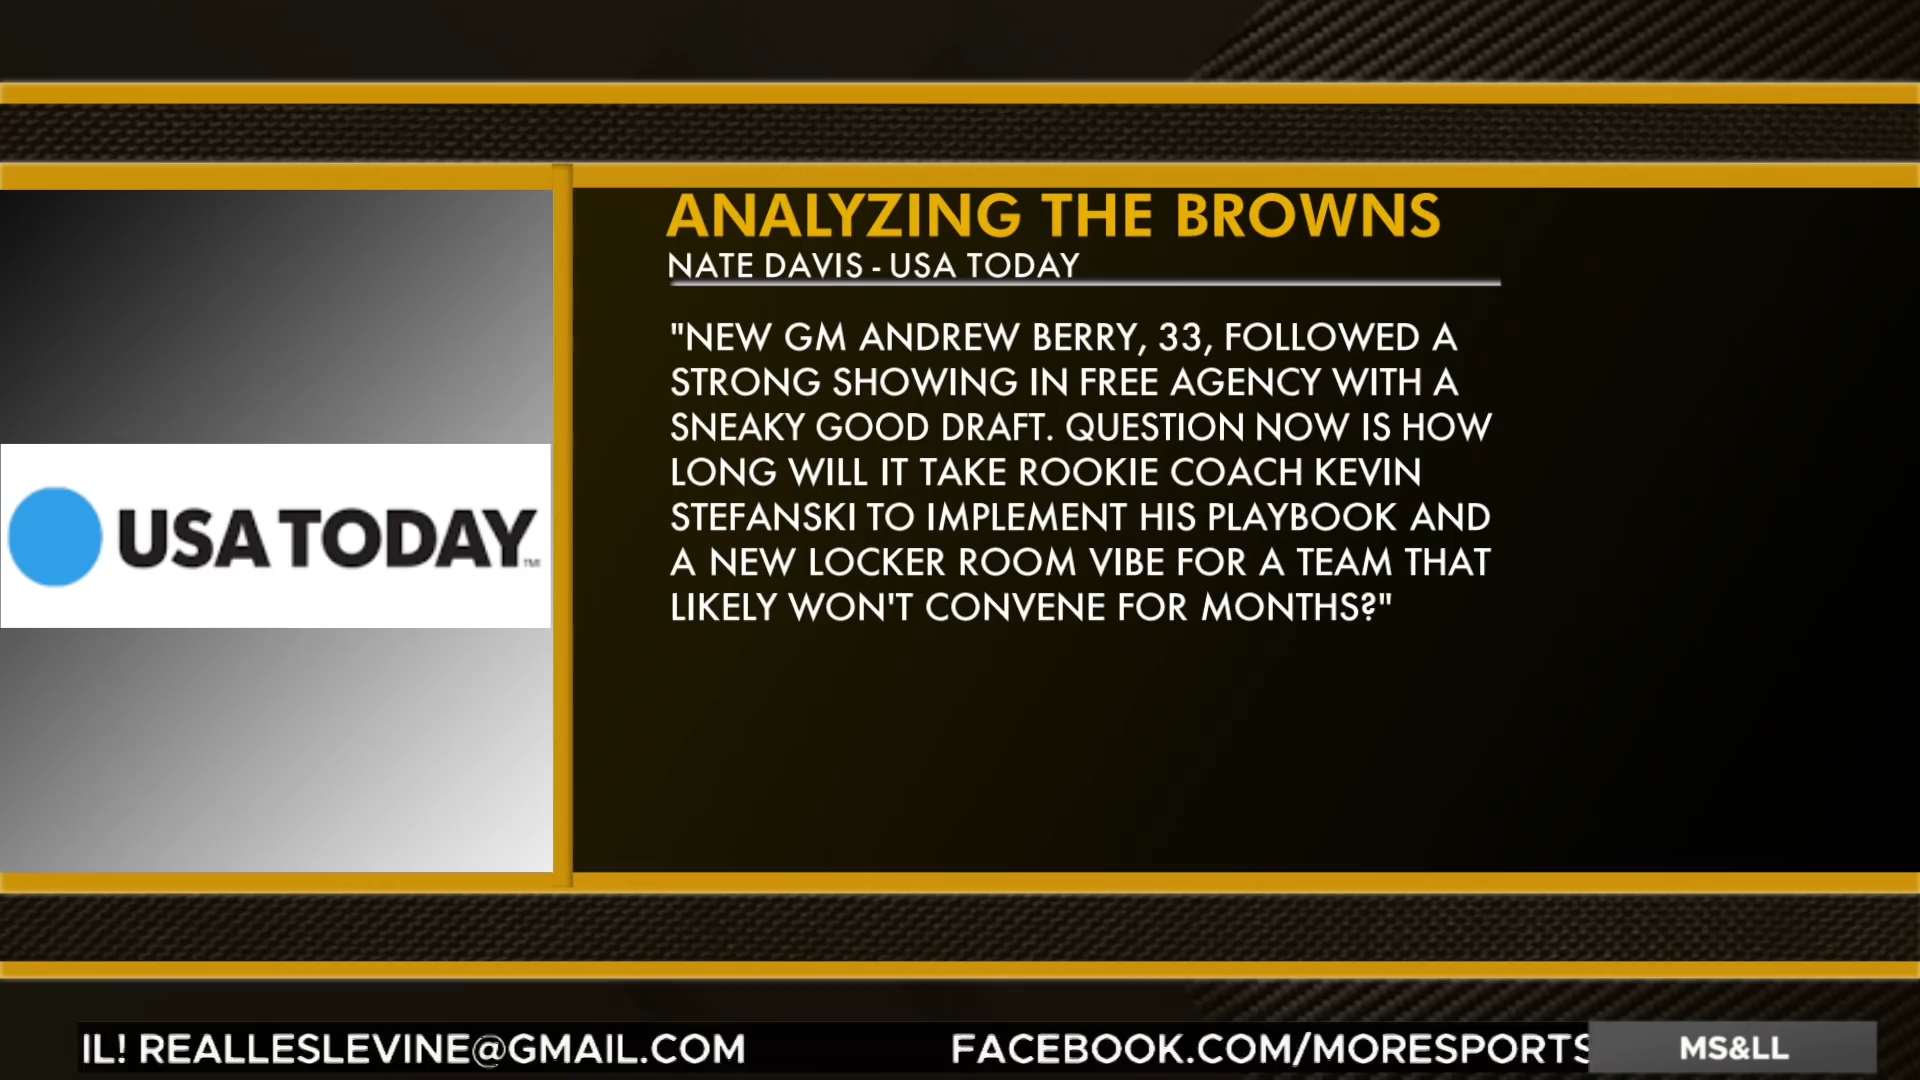 ANALYZING THE BROWNS
NATE DAVIS - USA TODAY
"NEW GM ANDREW BERRY, 33, FOLLOWED A
STRONG SHOWING IN FREE AGENCY WITH A
SNEAKY GOOD DRAFT. QUESTION NOW IS HOW
LONG WILL IT TAKE ROOKIE COACH KEVIN
STEFANSKI TO IMPLEMENT HIS PLAYBOOK AND
A NEW LOCKER ROOM VIBE FOR A TEAM THAT
LIKELY WON'T CONVENE FOR MONTHS?"
USA TODAY™
IL! REALLESLEVINE@GMAIL.COM
FACEBOOK.COM/MORESPORTS
MS&LL